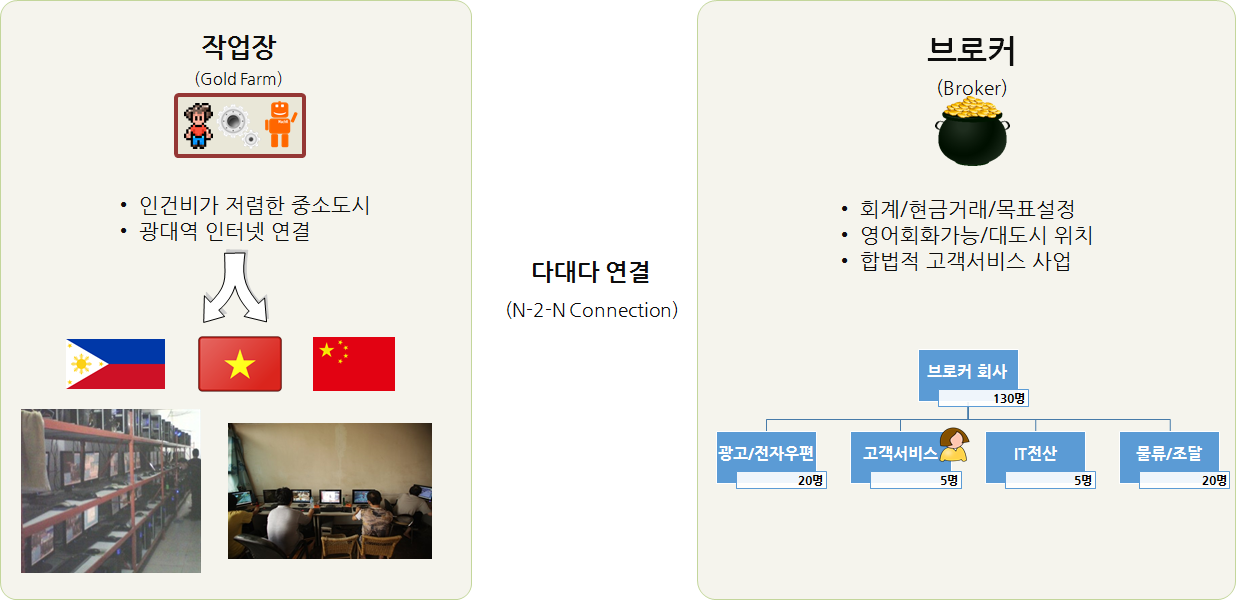 작업장
(Gold Farm)
• 인건비가 저렴한 중소도시
• 광대역 인터넷 연결
다대다 연결
(N-2-N Connection)
브로커
(Broker)
• 회계/현금거래/목표설정
• 영어회화가능/대도시 위치
• 합법적 고객서비스 사업
브로커 회사
130명
광고/전자우편
20명
고객서비스
5명
IT전산
5명
물류/조달
20명